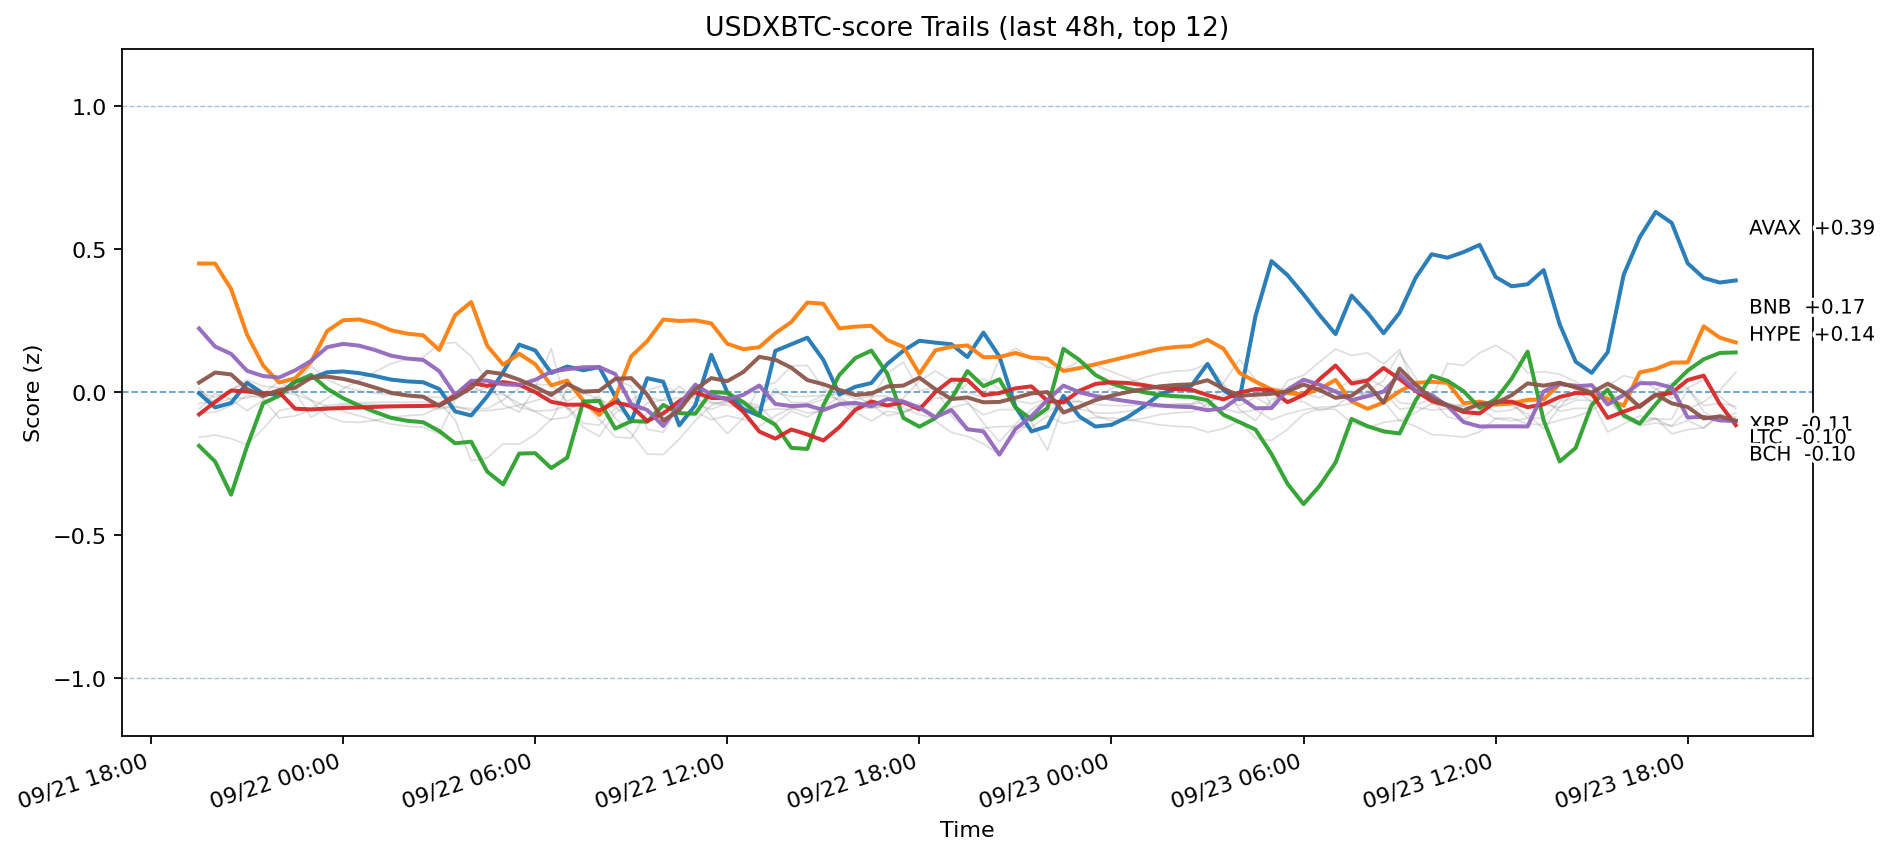 USDXBTC-score Trails (last 48h, top 12)
Score (z)
1.0
0.5
0.0
−0.5
−1.0
AVAX +0.39
BNB +0.17
HYPE +0.14
XRP -0.11
LTC -0.10
BCH -0.10
09/21 18:00
09/22 00:00
09/22 06:00
09/22 12:00
09/22 18:00
09/23 00:00
09/23 06:00
09/23 12:00
09/23 18:00
Time